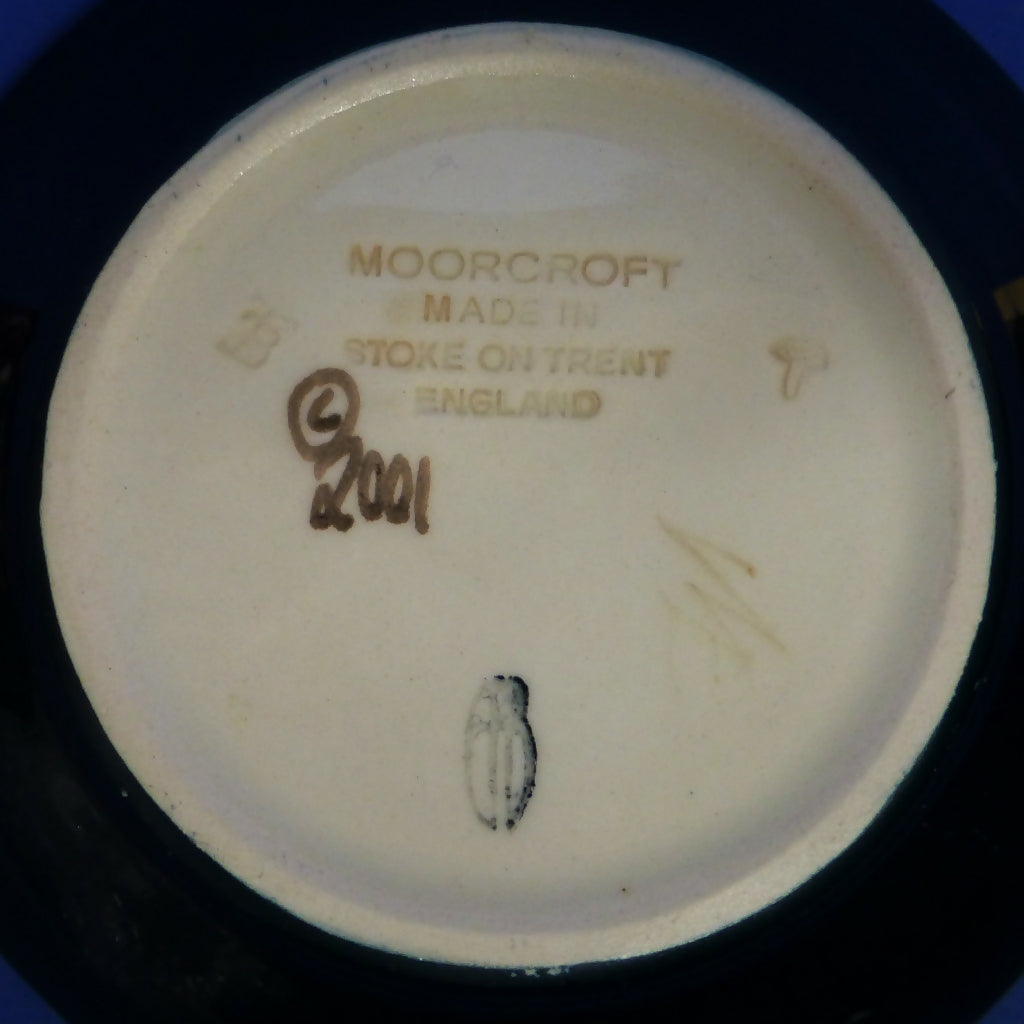 MOORCROFT
MADE IN
STOKE ON TRENT
ENGLAND
©
2001